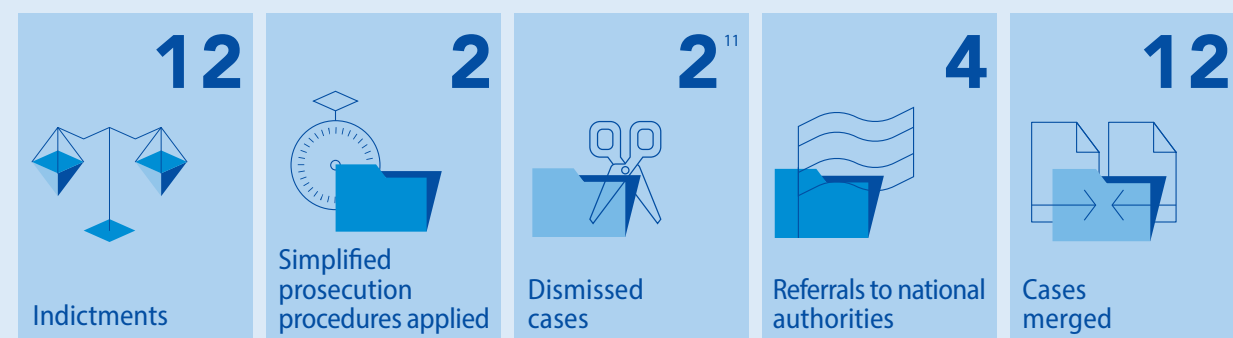 12
Indictments
2
Simplified
prosecution
procedures applied
2 11
Dismissed
cases
4
Referrals to national
authorities
12
Cases
merged